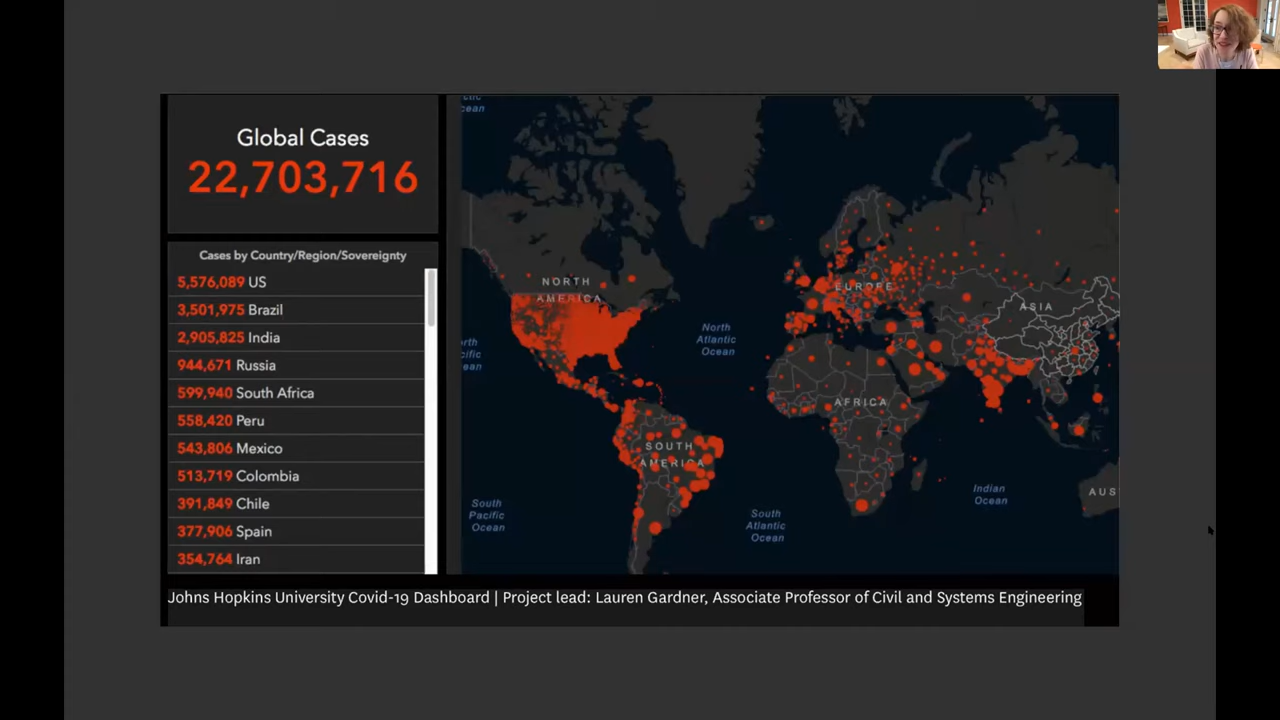 Global Cases
22,703,716
Cases by Country/Region/Sovereignty
5,576,089 US
3,501,975 Brazil
2,905,825 India
944,671 Russia
599,940 South Africa
558,420 Peru
543,806 Mexico
513,719 Colombia
391,849 Chile
377,906 Spain
354,764 Iran
cean
NORTH
AMERICA
North
Atlantic
Ocean
EUROPE
ASIA
AFRICA
SOUTH
AMERICA
South
Pacific
Ocean
South
Atlantic
Ocean
Indian
Ocean
AUS
rth
cific
Ocean
Johns Hopkins University Covid-19 Dashboard | Project lead: Lauren Gardner, Associate Professor of Civil and Systems Engineering